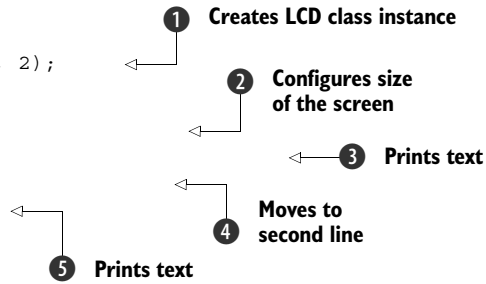 1 Creates LCD class instance
2);
2 Configures size
of the screen
3 Prints text
4 Moves to
second line
5 Prints text